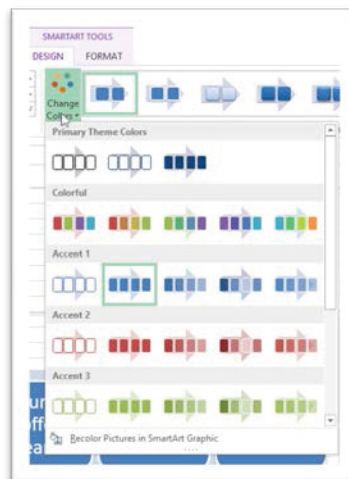 SMARTART TOOLS
DESIGN FORMAT
Change
Colors
Primary Theme Colors
Colorful
Accent 1
Accent 2
Accent 3
Recolor Pictures in SmartArt Graphic